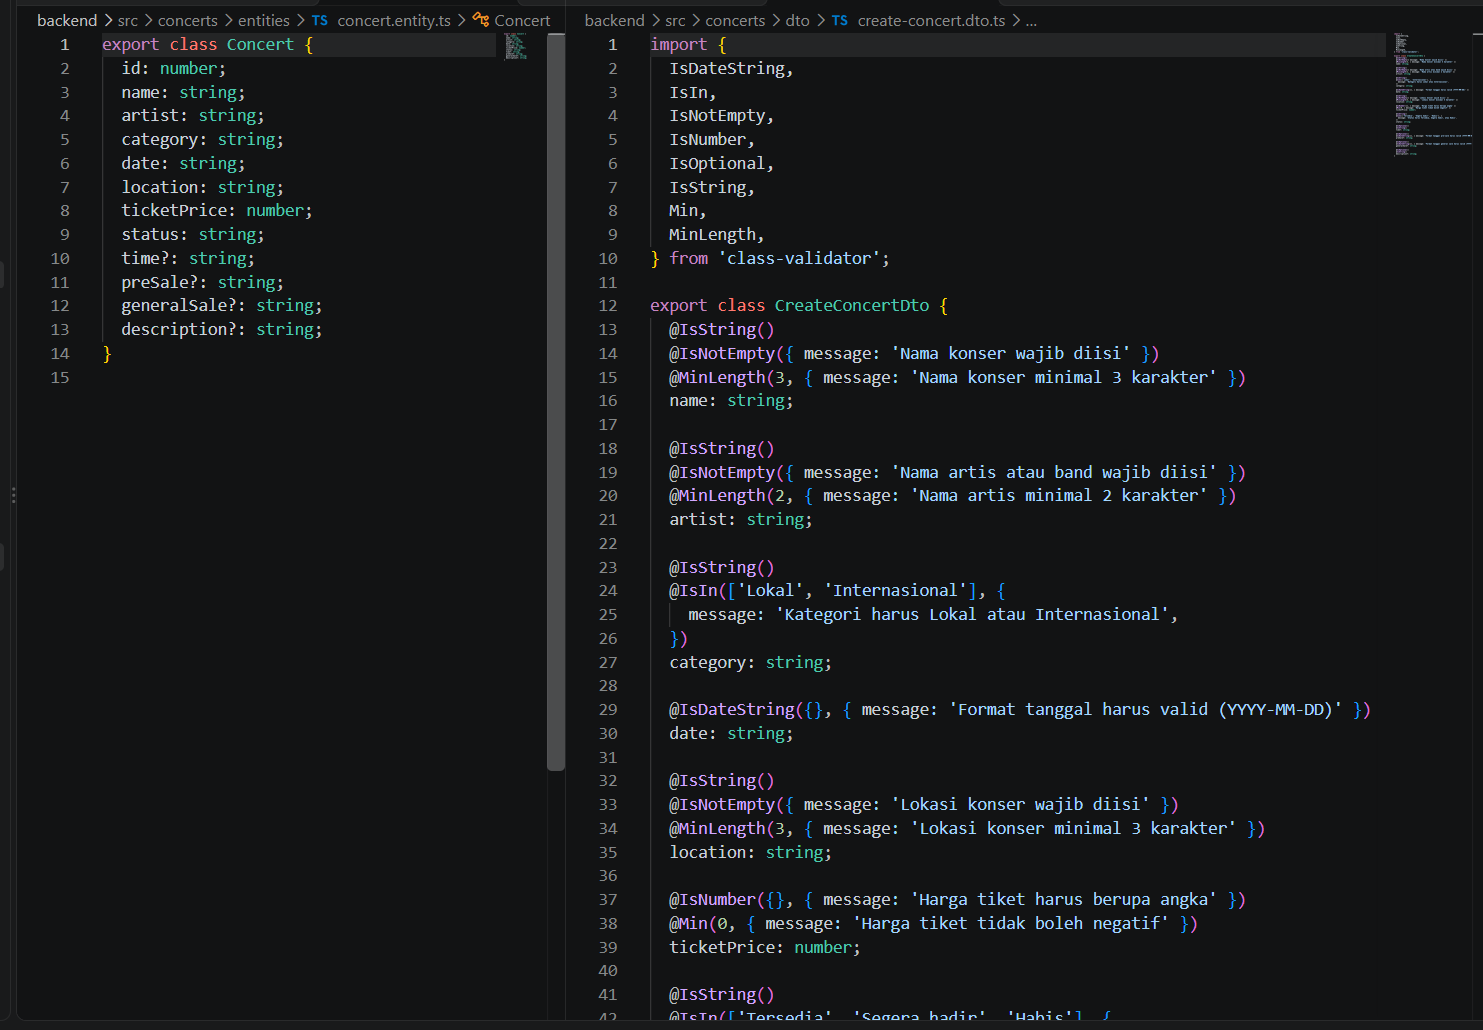 backend > src > concerts > entities > TS concert.entity.ts > Concert
1 export class Concert {
2   id: number;
3   name: string;
4   artist: string;
5   category: string;
6   date: string;
7   location: string;
8   ticketPrice: number;
9   status: string;
10   time?: string;
11   preSale?: string;
12   generalSale?: string;
13   description?: string;
14 }
15
backend > src > concerts > dto > TS create-concert.dto.ts > ...
1 import {
2   IsDateString,
3   IsIn,
4   IsNotEmpty,
5   IsNumber,
6   IsOptional,
7   IsString,
8   Min,
9   MinLength,
10 } from 'class-validator';
11
12 export class CreateConcertDto {
13   @IsString()
14   @IsNotEmpty({ message: 'Nama konser wajib diisi' })
15   @MinLength(3, { message: 'Nama konser minimal 3 karakter' })
16   name: string;
17
18   @IsString()
19   @IsNotEmpty({ message: 'Nama artis atau band wajib diisi' })
20   @MinLength(2, { message: 'Nama artis minimal 2 karakter' })
21   artist: string;
22
23   @IsString()
24   @IsIn(['Lokal', 'Internasional'], {
25     message: 'Kategori harus Lokal atau Internasional',
26   })
27   category: string;
28
29   @IsDateString({}, { message: 'Format tanggal harus valid (YYYY-MM-DD)' })
30   date: string;
31
32   @IsString()
33   @IsNotEmpty({ message: 'Lokasi konser wajib diisi' })
34   @MinLength(3, { message: 'Lokasi konser minimal 3 karakter' })
35   location: string;
36
37   @IsNumber({}, { message: 'Harga tiket harus berupa angka' })
38   @Min(0, { message: 'Harga tiket tidak boleh negatif' })
39   ticketPrice: number;
40
41   @IsString()
42   @IsIn(['Tersedia', 'Segera hadir', 'Habis'], {